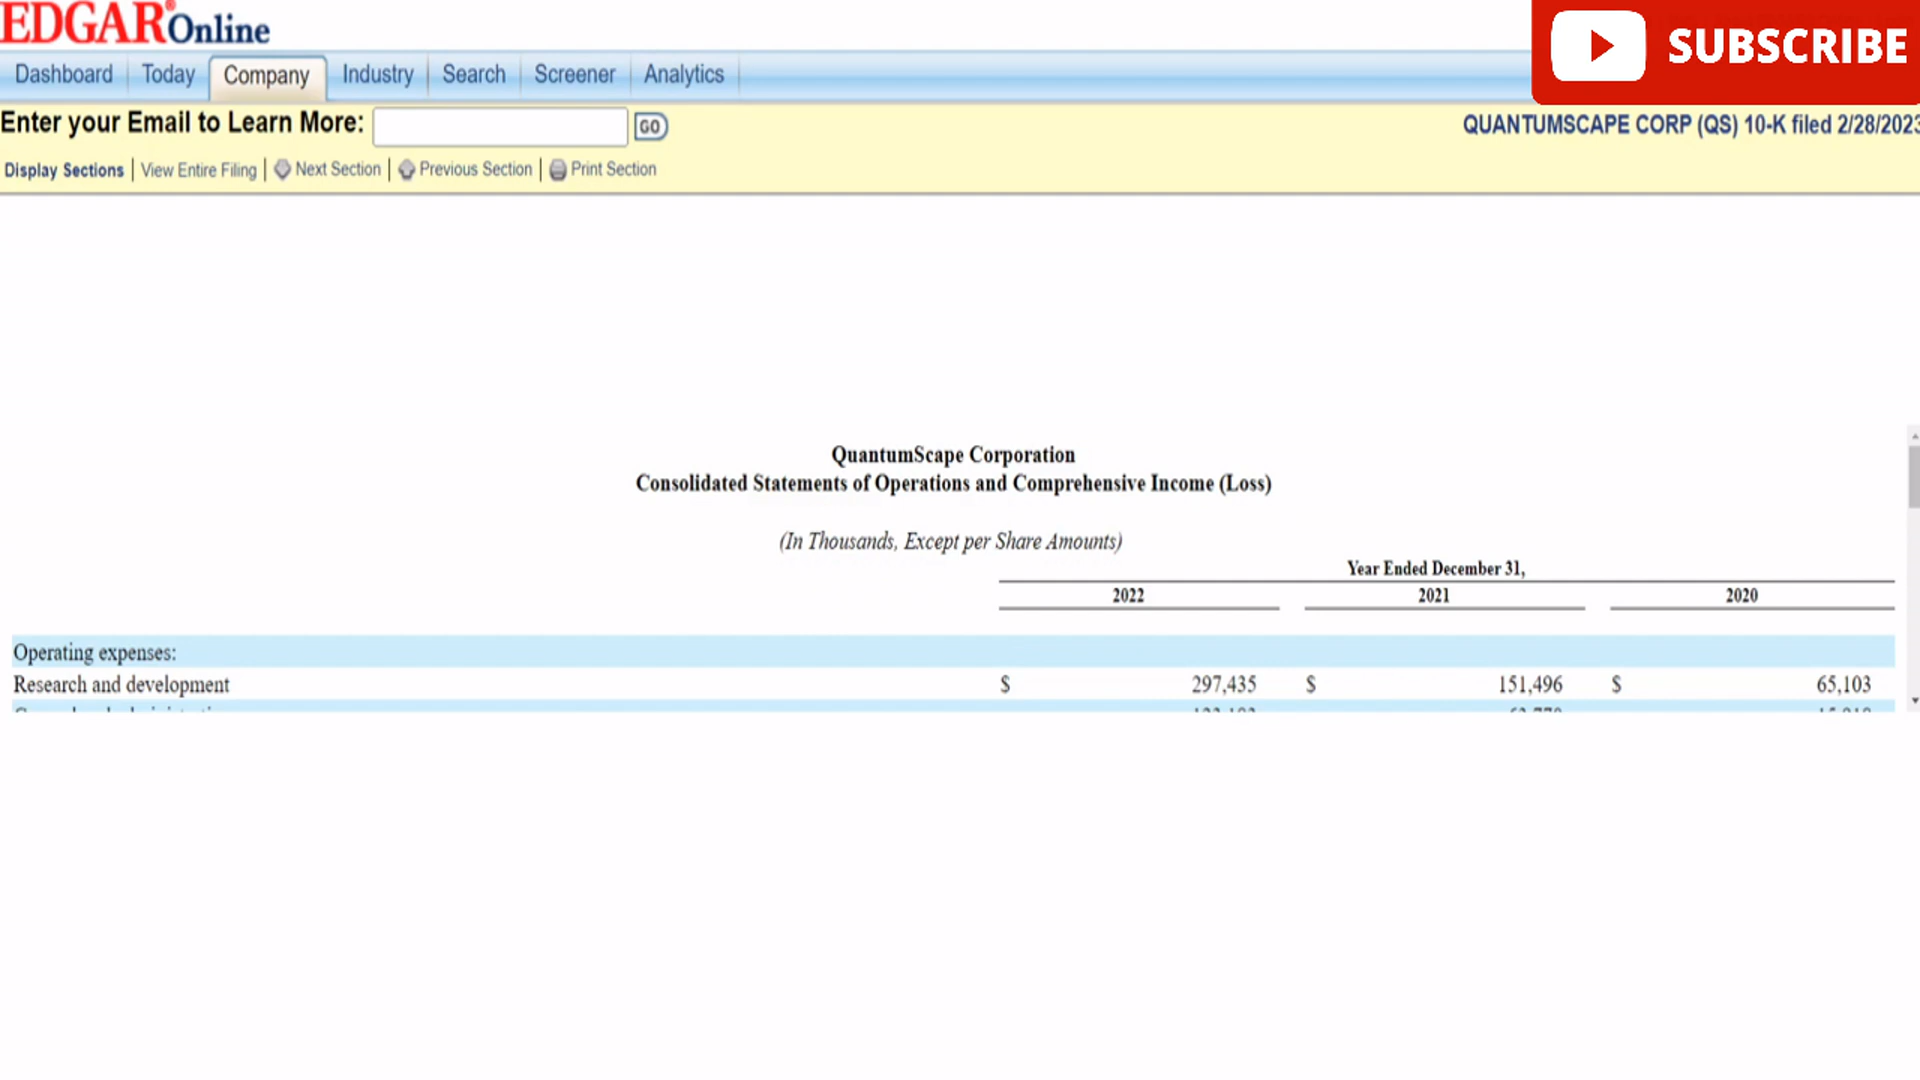 EDGAR® Online
SUBSCRIBE
Dashboard Today Company Industry Search Screener Analytics
Enter your Email to Learn More: GO
QUANTUMSCAPE CORP (QS) 10-K filed 2/28/2023
Display Sections | View Entire Filing | Next Section | Previous Section | Print Section
QuantumScape Corporation
Consolidated Statements of Operations and Comprehensive Income (Loss)
(In Thousands, Except per Share Amounts)
Year Ended December 31,
2022 2021 2020
Operating expenses:
Research and development $ 297,435 $ 151,496 $ 65,103